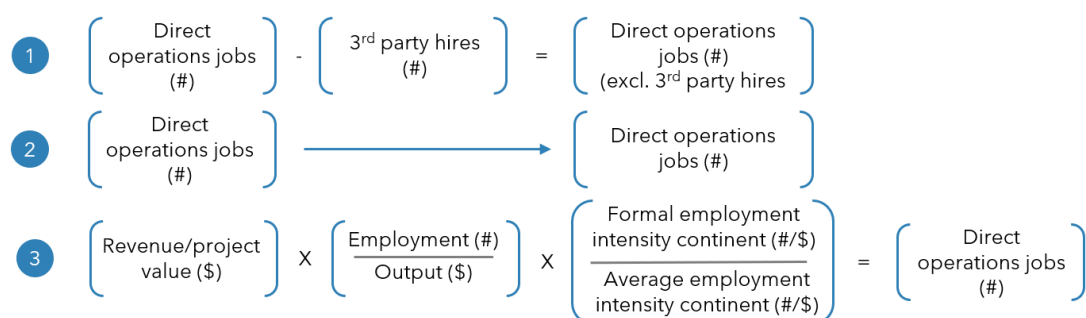 1
Direct
operations jobs
(#)
-
3rd party hires
(#)
=
Direct operations
jobs (#)
(excl. 3rd party hires
2
Direct
operations jobs
(#)
Direct operations
jobs (#)
3
Revenue/project
value ($)
X
Employment (#)
Output ($)
X
Formal employment
intensity continent (#/$)
Average employment
intensity continent (#/$)
=
Direct
operations jobs
(#)